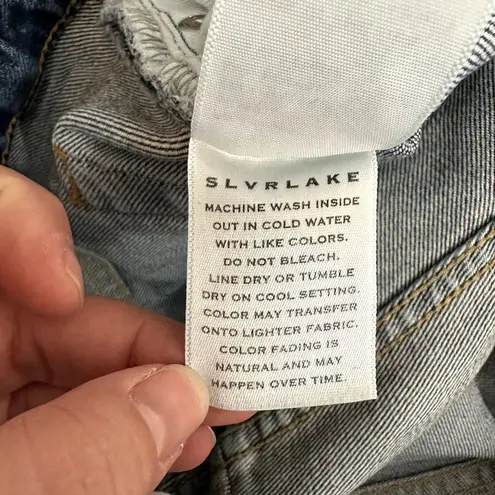 SLVRLAKE
MACHINE WASH INSIDE
OUT IN COLD WATER
WITH LIKE COLORS.
DO NOT BLEACH.
LINE DRY OR TUMBLE
DRY ON COOL SETTING.
COLOR MAY TRANSFER
ONTO LIGHTER FABRIC.
COLOR FADING IS
NATURAL AND MAY
HAPPEN OVER TIME.